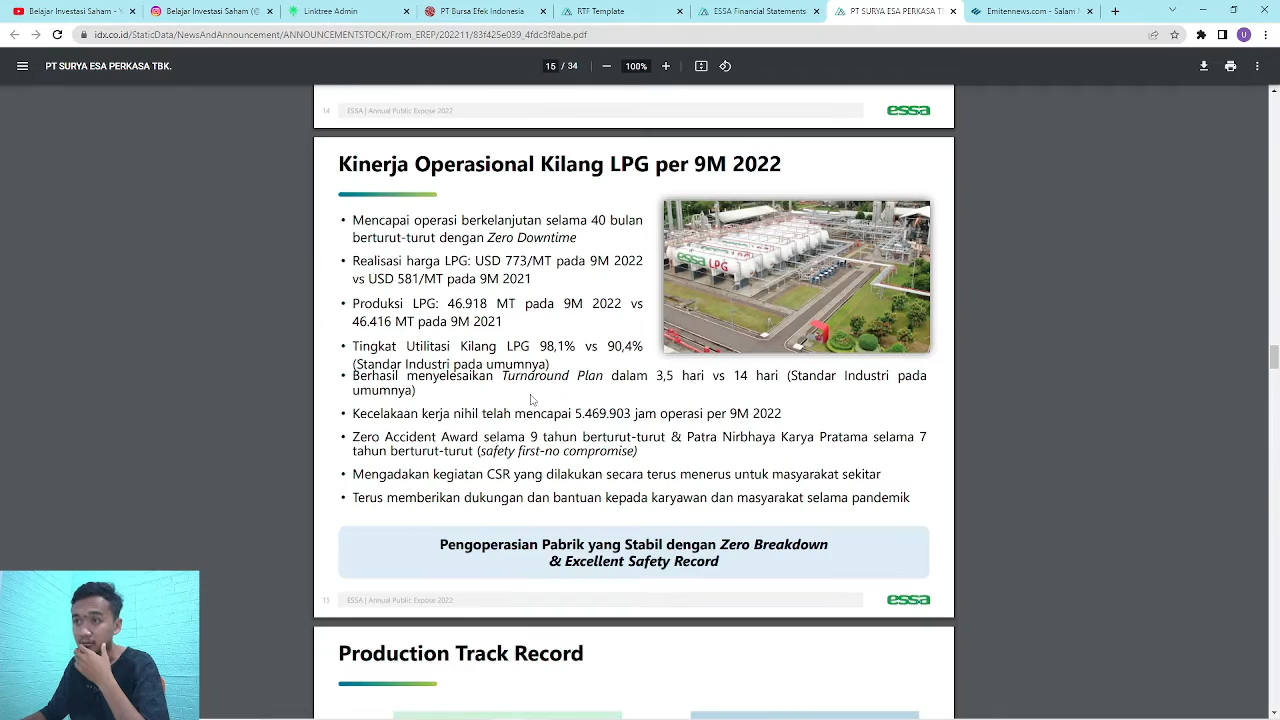 Belajar Investasi Saham - Y
Belajar Investasi Saham (@
Linktree Admin
PT Bursa Efek Indonesia
RTF Template
ESSA Financial Statements
PT SURYA ESA PERKASA T
Emitennews.com - Salam
idx.co.id/StaticData/NewsAndAnnouncement/ANNOUNCEMENTSTOCK/From_EREP/202211/83f425e039_4fdc3f8abe.pdf
U
PT SURYA ESA PERKASA TBK.
15 / 34
100%
14
ESSA | Annual Public Expose 2022
essa
Kinerja Operasional Kilang LPG per 9M 2022
• Mencapai operasi berkelanjutan selama 40 bulan
berturut-turut dengan Zero Downtime
• Realisasi harga LPG: USD 773/MT pada 9M 2022
vs USD 581/MT pada 9M 2021
• Produksi LPG: 46.918 MT pada 9M 2022 vs
46.416 MT pada 9M 2021
• Tingkat Utilitasi Kilang LPG 98,1% vs 90,4%
(Standar Industri pada umumnya)
essa LPG
• Berhasil menyelesaikan Turnaround Plan dalam 3,5 hari vs 14 hari (Standar Industri pada
umumnya)
• Kecelakaan kerja nihil telah mencapai 5.469.903 jam operasi per 9M 2022
• Zero Accident Award selama 9 tahun berturut-turut & Patra Nirbhaya Karya Pratama selama 7
tahun berturut-turut (safety first-no compromise)
• Mengadakan kegiatan CSR yang dilakukan secara terus menerus untuk masyarakat sekitar
• Terus memberikan dukungan dan bantuan kepada karyawan dan masyarakat selama pandemik
Pengoperasian Pabrik yang Stabil dengan Zero Breakdown
& Excellent Safety Record
15
ESSA | Annual Public Expose 2022
essa
Production Track Record